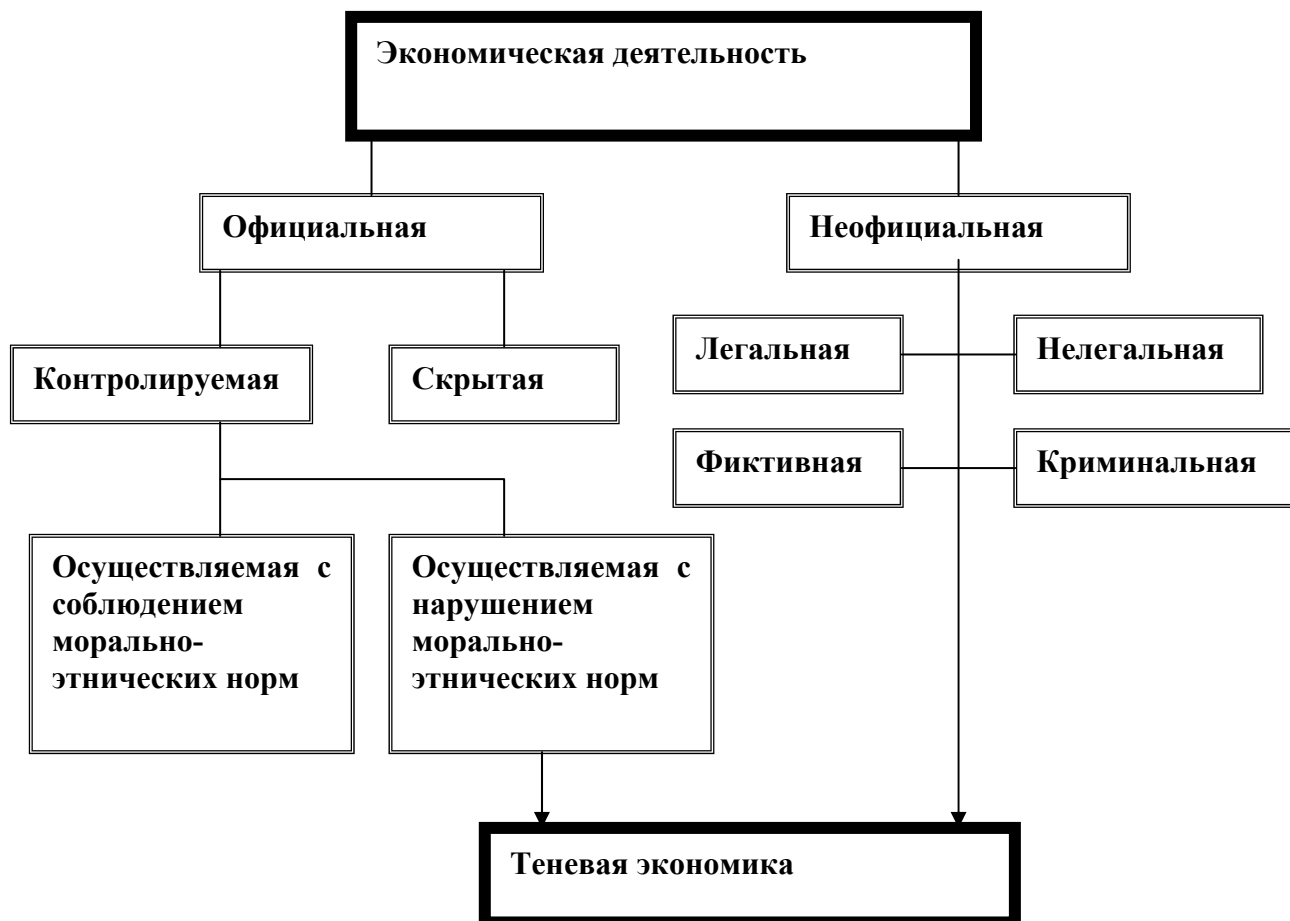 Экономическая деятельность
Официальная
Неофициальная
Легальная
Нелегальная
Контролируемая
Скрытая
Фиктивная
Криминальная
Осуществляемая с
соблюдением
морально-
этнических норм
Осуществляемая с
нарушением
морально-
этнических норм
Теневая экономика